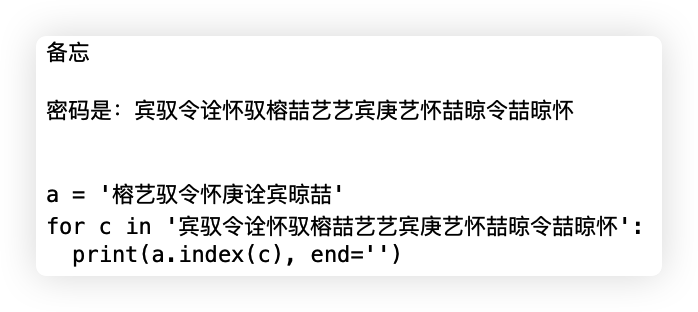 备忘
密码是：宾驭令诠怀驭榕喆艺艺宾庚艺怀喆晾令喆晾怀
a = '榕艺驭令怀庚诠宾晾喆'
for c in '宾驭令诠怀驭榕喆艺艺宾庚艺怀喆晾令喆晾怀':
  print(a.index(c), end='')